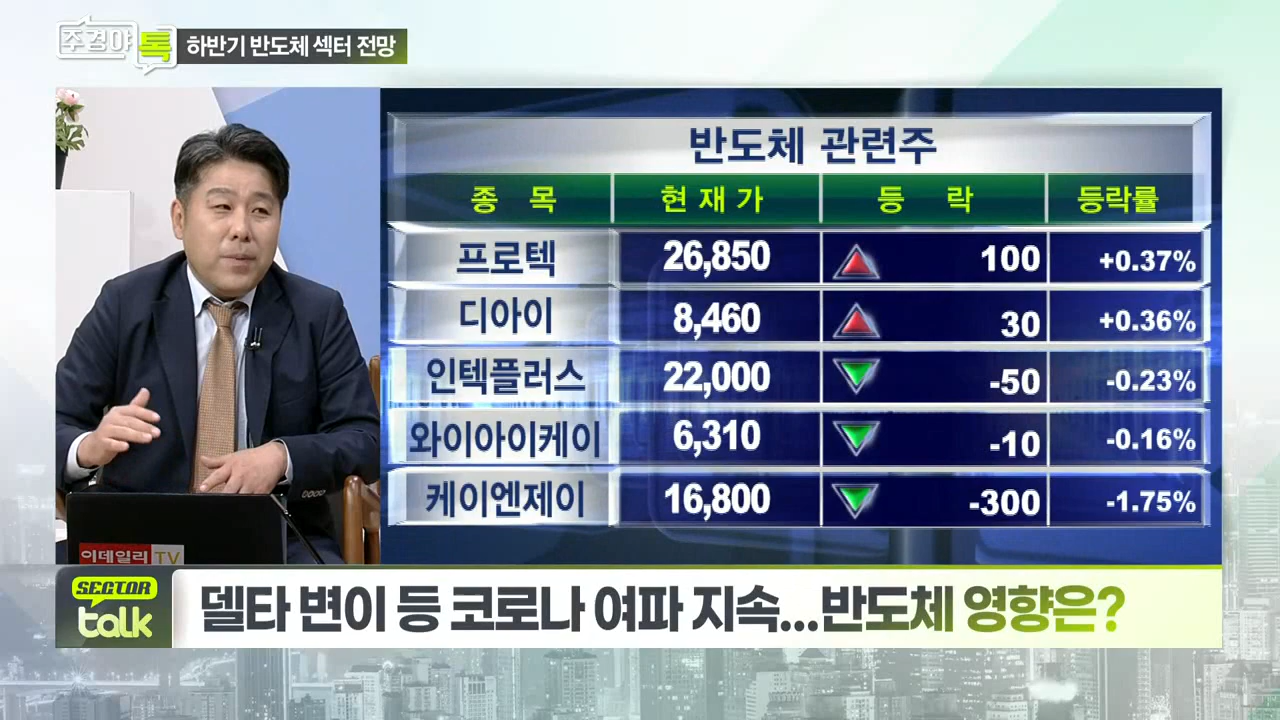 주경야톡 하반기 반도체 섹터 전망
반도체 관련주
종목 현재가 등락 등락률
프로텍 26,850 100 +0.37%
디아이 8,460 30 +0.36%
인텍플러스 22,000 -50 -0.23%
와이아이케이 6,310 -10 -0.16%
케이엔제이 16,800 -300 -1.75%
이데일리TV
SECTOR talk
델타 변이 등 코로나 여파 지속...반도체 영향은?